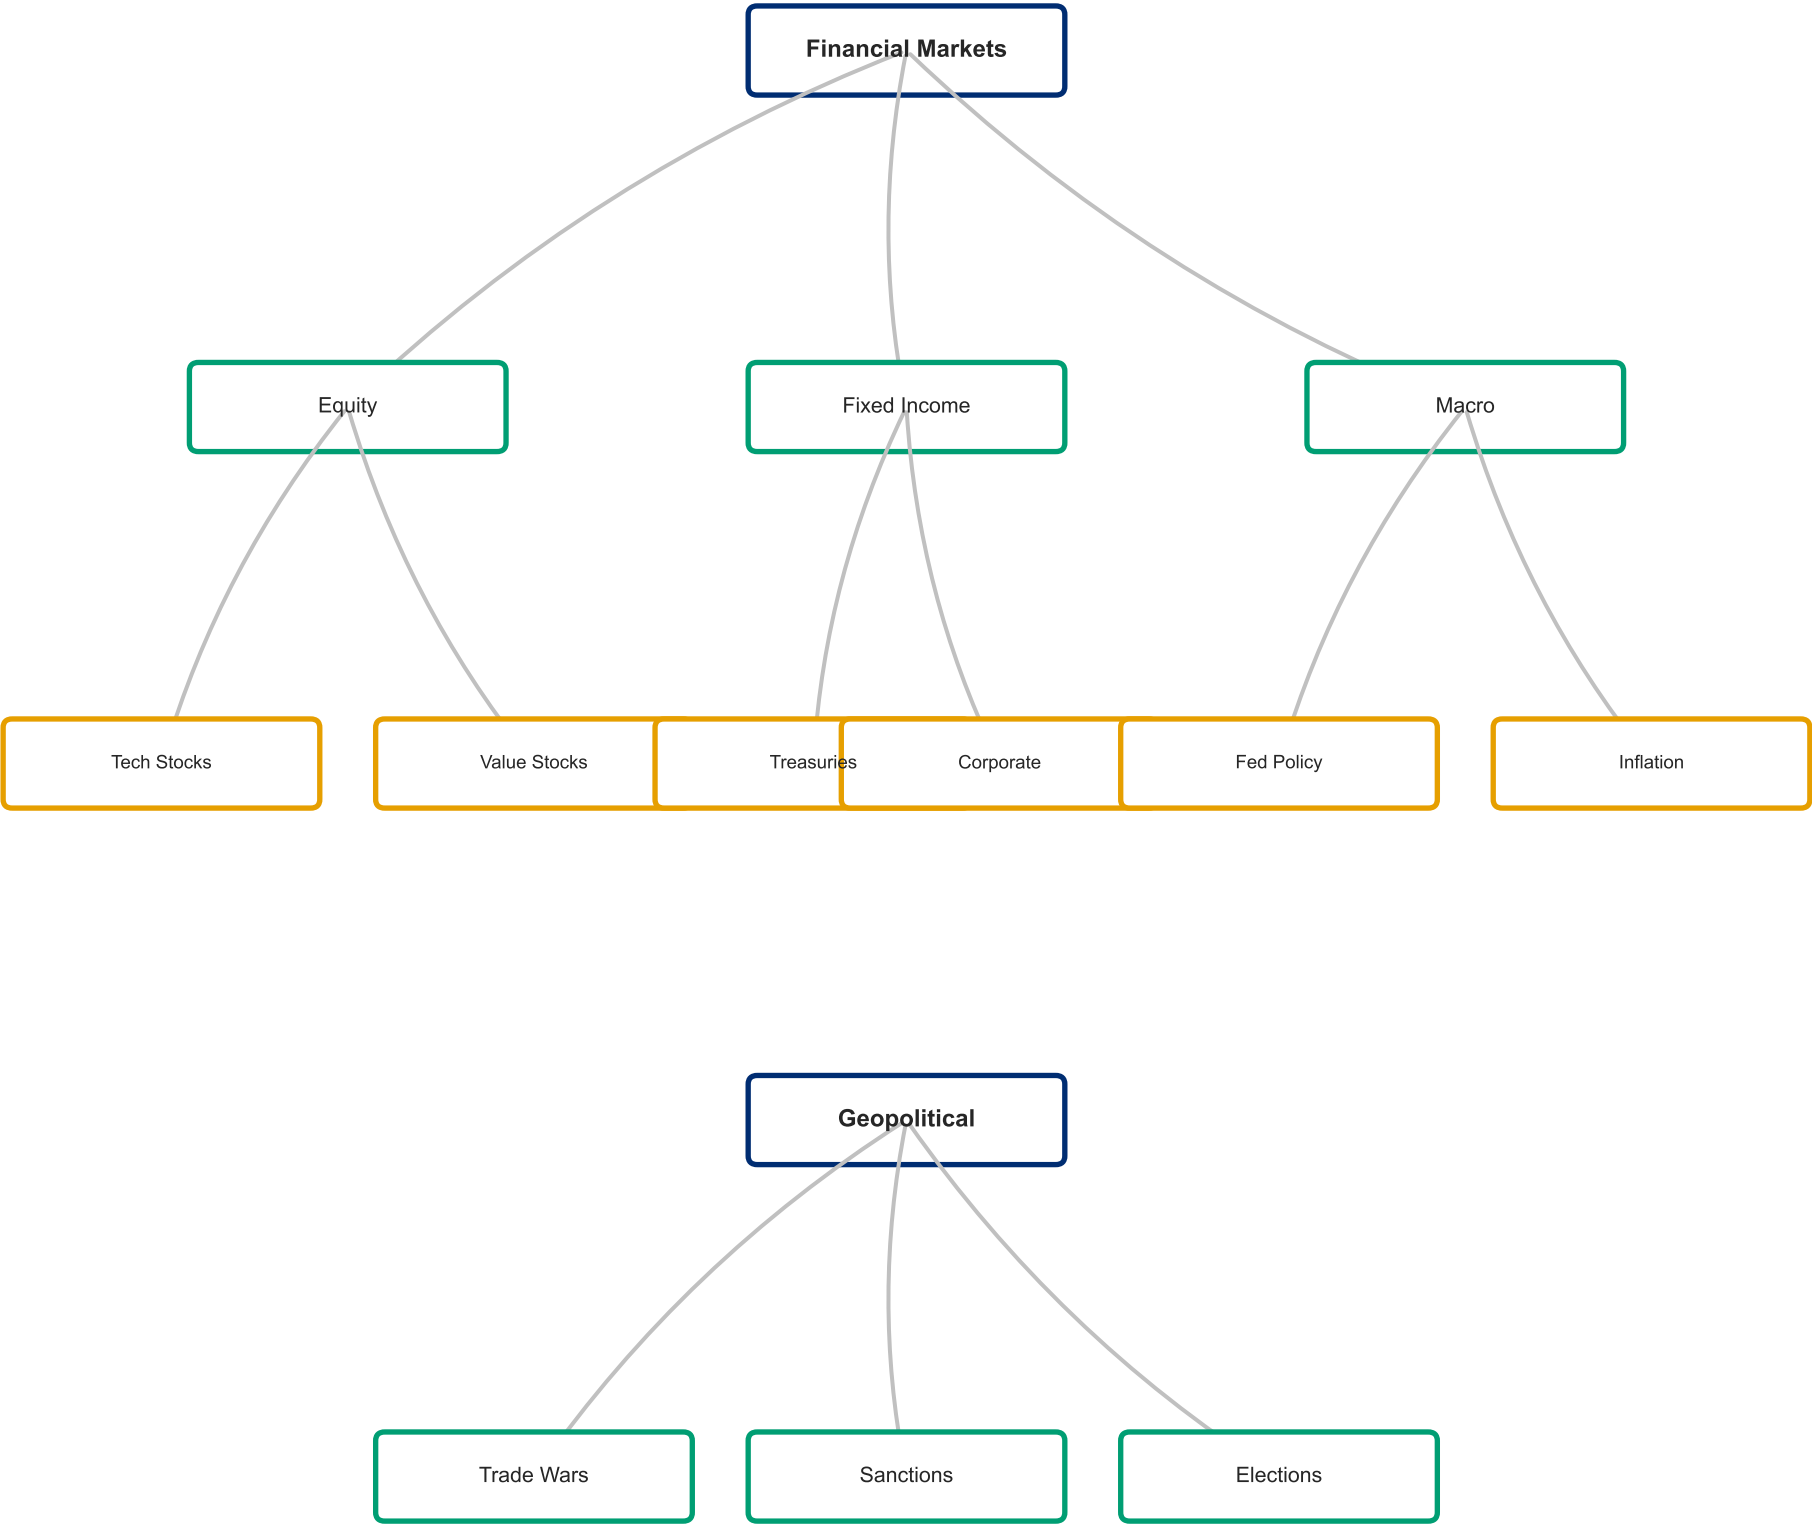 Financial Markets
Equity
Fixed Income
Macro
Tech Stocks
Value Stocks
Treasuries
Corporate
Fed Policy
Inflation
Geopolitical
Trade Wars
Sanctions
Elections